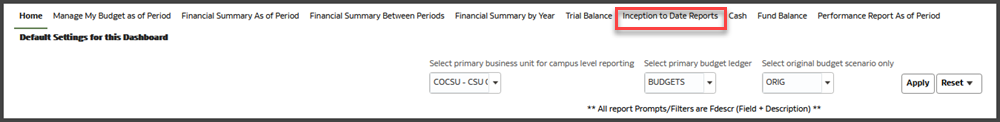 Home Manage My Budget as of Period Financial Summary As of Period Financial Summary Between Periods Financial Summary by Year Trial Balance Inception to Date Reports Cash Fund Balance Performance Report As of Period
Default Settings for this Dashboard
Select primary business unit for campus level reporting Select primary budget ledger Select original budget scenario only
COCSU - CSU BUDGETS ORIG Apply Reset
** All report Prompts/Filters are Fdescr (Field + Description) **